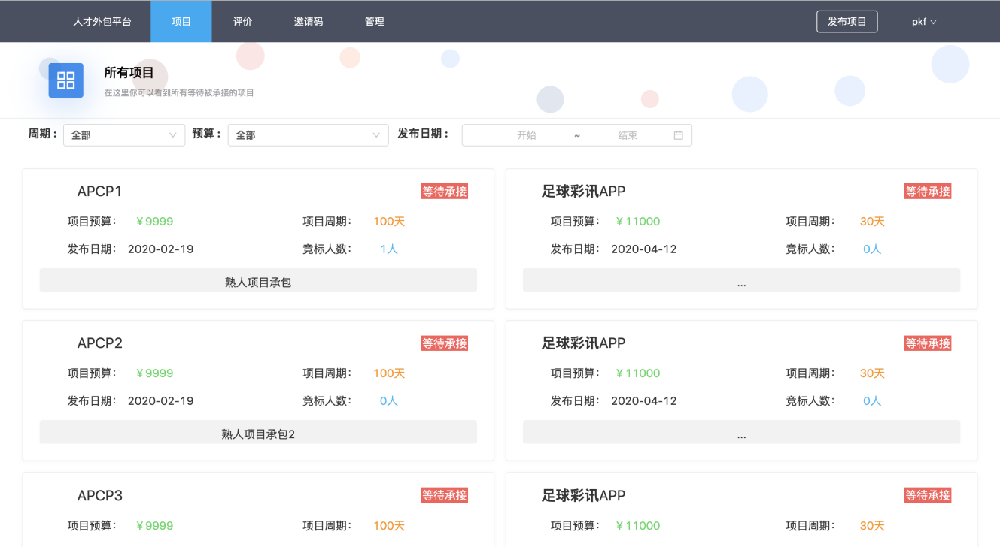 人才外包平台 项目 评价 邀请码 管理 发布项目 pkf
所有项目
在这里你可以看到所有等待被承接的项目
周期： 全部 预算： 全部 发布日期： 开始 ~ 结束
APCP1 等待承接
项目预算： ￥9999 项目周期： 100天
发布日期： 2020-02-19 竞标人数： 1人
熟人项目承包
足球彩讯APP 等待承接
项目预算： ￥11000 项目周期： 30天
发布日期： 2020-04-12 竞标人数： 0人
...
APCP2 等待承接
项目预算： ￥9999 项目周期： 100天
发布日期： 2020-02-19 竞标人数： 0人
熟人项目承包2
足球彩讯APP 等待承接
项目预算： ￥11000 项目周期： 30天
发布日期： 2020-04-12 竞标人数： 0人
...
APCP3 等待承接
项目预算： ￥9999 项目周期： 100天
足球彩讯APP 等待承接
项目预算： ￥11000 项目周期： 30天